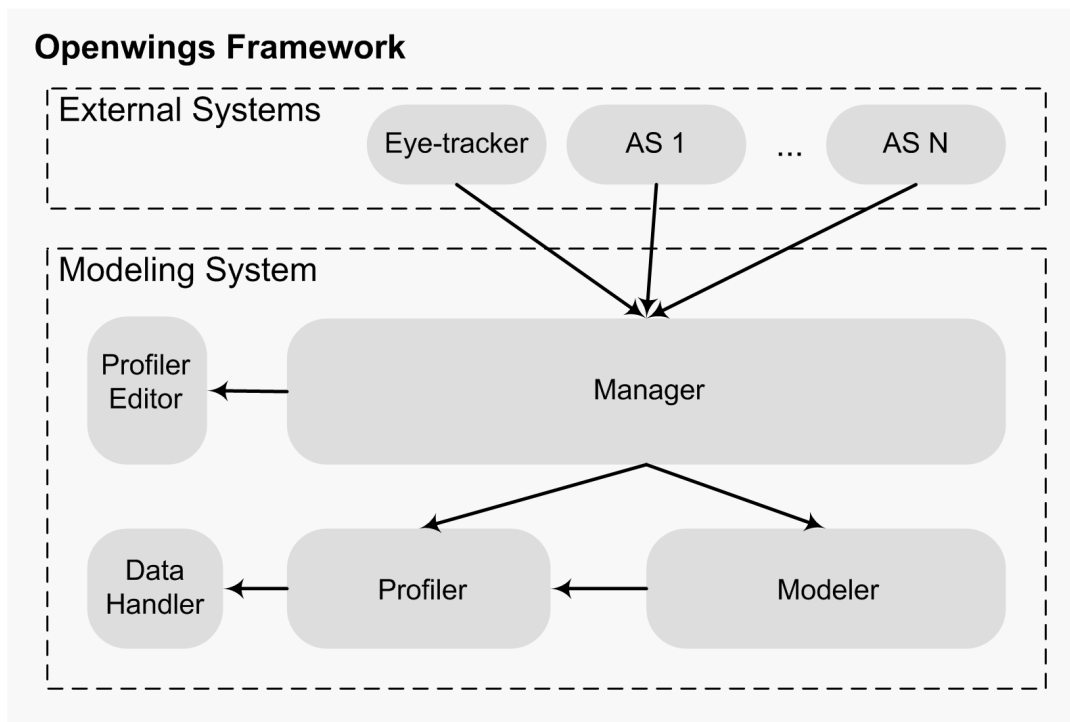 Openwings Framework
External Systems
Eye-tracker
AS 1
...
AS N
Modeling System
Profiler
Editor
Manager
Data
Handler
Profiler
Modeler